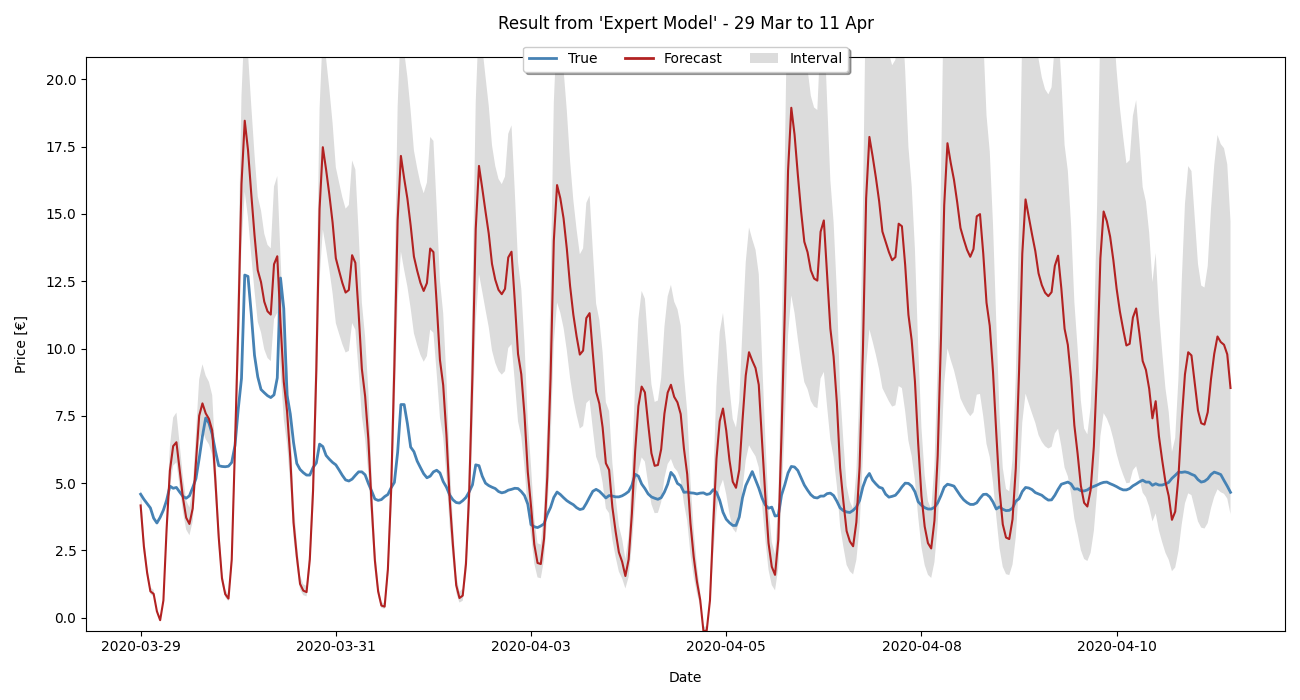 Result from 'Expert Model' - 29 Mar to 11 Apr
True Forecast Interval
20.0
17.5
15.0
12.5
10.0
7.5
5.0
2.5
0.0
Price [€]
2020-03-29 2020-03-31 2020-04-03 2020-04-05 2020-04-08 2020-04-10
Date